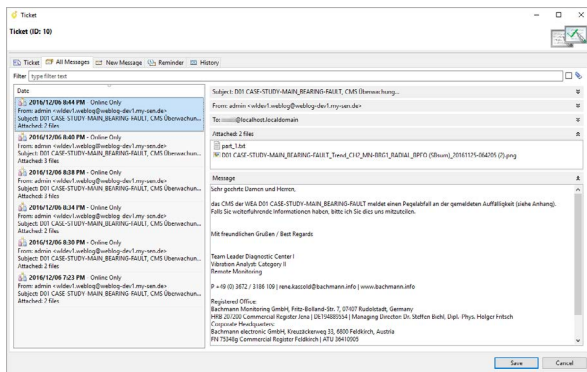 Ticket
Ticket (ID: 10)
Ticket All Messages New Message Reminder History
Filter type filter text
Date
2016/12/06 8:44 PM - Online Only
From: admin <wldev1.weblog@weblog-dev1.my-sen.de>
Subject: D01 CASE-STUDY-MAIN_BEARING-FAULT, CMS Überwachun...
Attached: 2 files
2016/12/06 8:40 PM - Online Only
From: admin <wldev1.weblog@weblog-dev1.my-sen.de>
Subject: D01 CASE-STUDY-MAIN_BEARING-FAULT, CMS Überwachun...
Attached: 3 files
2016/12/06 8:38 PM - Online Only
From: admin <wldev1.weblog@weblog-dev1.my-sen.de>
Subject: D01 CASE-STUDY-MAIN_BEARING-FAULT, CMS Überwachun...
Attached: 3 files
2016/12/06 8:34 PM - Online Only
From: admin <wldev1.weblog@weblog-dev1.my-sen.de>
Subject: D01 CASE-STUDY-MAIN_BEARING-FAULT, CMS Überwachun...
Attached: 2 files
2016/12/06 8:30 PM - Online Only
From: admin <wldev1.weblog@weblog-dev1.my-sen.de>
Subject: D01 CASE-STUDY-MAIN_BEARING-FAULT, CMS Überwachun...
Attached: 2 files
2016/12/06 7:23 PM - Online Only
From: admin <wldev1.weblog@weblog-dev1.my-sen.de>
Subject: D01 CASE-STUDY-MAIN_BEARING-FAULT, CMS Überwachun...
Attached: 2 files
Subject: D01 CASE-STUDY-MAIN_BEARING-FAULT, CMS Überwachung...
From: admin <wldev1.weblog@weblog-dev1.my-sen.de>
To: @localhost.localdomain
Attached: 2 files
part_1.txt
D01 CASE-STUDY-MAIN_BEARING-FAULT_Trend_CH2_MN-BRG1_RADIAL_BPFO (SBsum)_20161125-064205 (2).png
Message
Sehr geehrte Damen und Herren,
das CMS der WEA D01 CASE-STUDY-MAIN_BEARING-FAULT meldet einen Pegelabfall an der gemeldeten Auffälligkeit (siehe Anhang).
Falls Sie weiterführende Informationen haben, bitte ich Sie dies uns mitzuteilen.
Mit freundlichen Grüßen / Best Regards
Team Leader Diagnostic Center I
Vibration Analyst: Category II
Remote Monitoring
P +49 (0) 3672 / 3186 109 | rene.kassold@bachmann.info | www.bachmann.info
Registered Office:
Bachmann Monitoring GmbH, Fritz-Bolland-Str. 7, 07407 Rudolstadt, Germany
HRB 207200 Commercial Register Jena | DE194885554 | Managing Director: Dr. Steffen Biehl, Dipl. Phys. Holger Fritsch
Corporate Headquarters:
Bachmann electronic GmbH, Kreuzäckerweg 33, 6800 Feldkirch, Austria
FN 75348g Commercial Register Feldkirch | ATU 36410905
Save Cancel